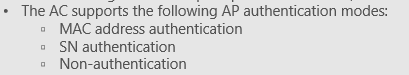 • The AC supports the following AP authentication modes:
▫ MAC address authentication
▫ SN authentication
▫ Non-authentication